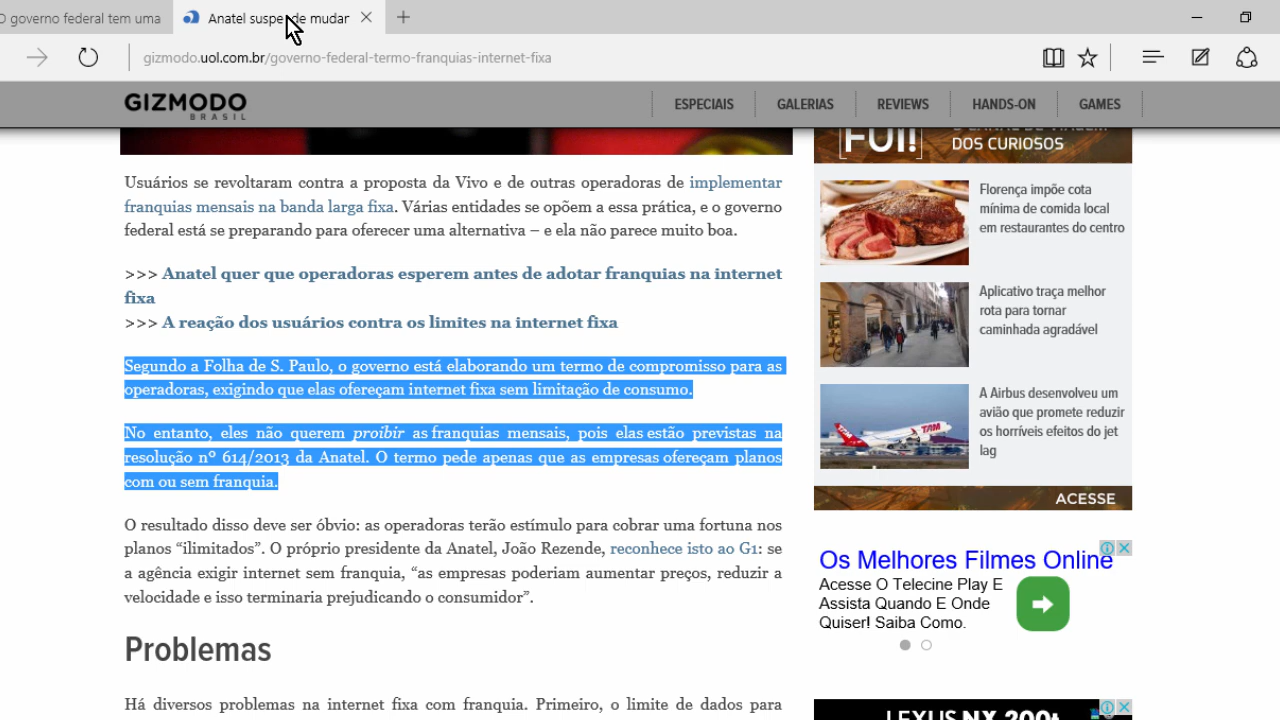 O governo federal tem uma
Anatel suspende mudar
gizmodo.uol.com.br/governo-federal-termo-franquias-internet-fixa
GIZMODO
BRASIL
ESPECIAIS
GALERIAS
REVIEWS
HANDS-ON
GAMES
Usuários se revoltaram contra a proposta da Vivo e de outras operadoras de implementar
franquias mensais na banda larga fixa. Várias entidades se opõem a essa prática, e o governo
federal está se preparando para oferecer uma alternativa – e ela não parece muito boa.
>>> Anatel quer que operadoras esperem antes de adotar franquias na internet
fixa
>>> A reação dos usuários contra os limites na internet fixa
Segundo a Folha de S. Paulo, o governo está elaborando um termo de compromisso para as
operadoras, exigindo que elas ofereçam internet fixa sem limitação de consumo.
No entanto, eles não querem proibir as franquias mensais, pois elas estão previstas na
resolução nº 614/2013 da Anatel. O termo pede apenas que as empresas ofereçam planos
com ou sem franquia.
O resultado disso deve ser óbvio: as operadoras terão estímulo para cobrar uma fortuna nos
planos “ilimitados”. O próprio presidente da Anatel, João Rezende, reconhece isto ao G1: se
a agência exigir internet sem franquia, “as empresas poderiam aumentar preços, reduzir a
velocidade e isso terminaria prejudicando o consumidor”.
Problemas
Há diversos problemas na internet fixa com franquia. Primeiro, o limite de dados para
FUI!
DOS CURIOSOS
Florença impõe cota
mínima de comida local
em restaurantes do centro
Aplicativo traça melhor
rota para tornar
caminhada agradável
A Airbus desenvolveu um
avião que promete reduzir
os horríveis efeitos do jet
lag
TAM
ACESSE
Os Melhores Filmes Online
Acesse O Telecine Play E
Assista Quando E Onde
Quiser! Saiba Como.
LEXUS NX 200t